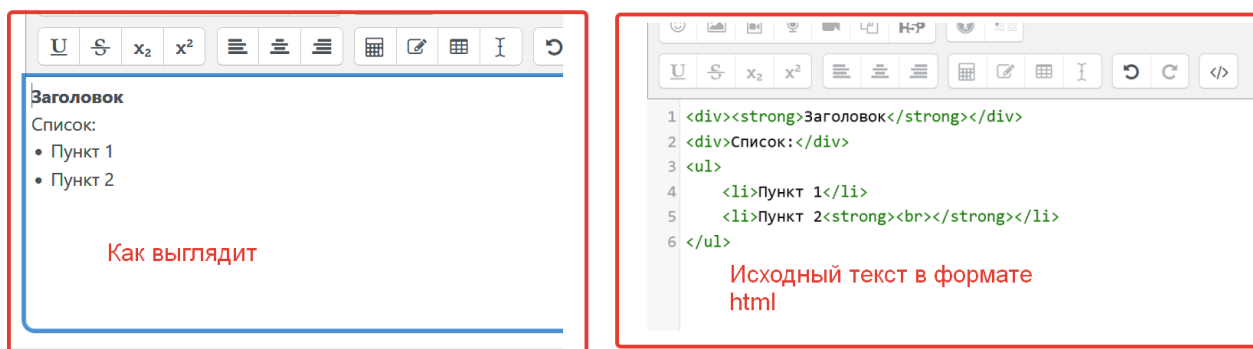 U S x₂ x²
Заголовок
Список:
Пункт 1
Пункт 2
Как выглядит
H5P
U S x₂ x² </>
1 <div><strong>Заголовок</strong></div>
2 <div>Список:</div>
3 <ul>
4 <li>Пункт 1</li>
5 <li>Пункт 2<strong><br></strong></li>
6 </ul>
Исходный текст в формате
html